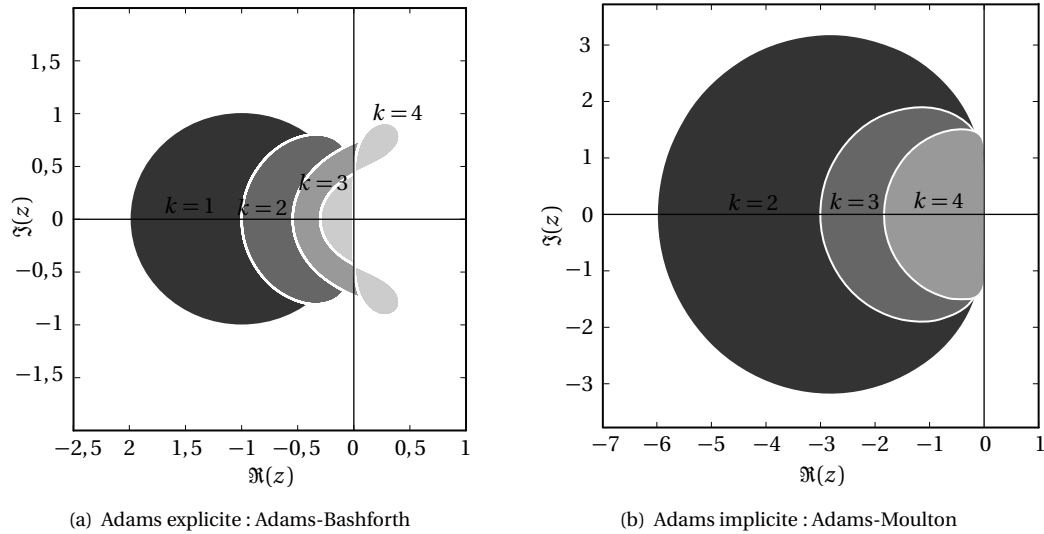 1,5
1
0,5
0
−0,5
−1
−1,5
ℑ(z)
k = 1
k = 2
k = 3
k = 4
−2,5
2
−1,5
−1
−0,5
0
0,5
1
ℜ(z)
(a) Adams explicite : Adams-Bashforth
3
2
1
0
−1
−2
−3
ℑ(z)
k = 2
k = 3
k = 4
−7
−6
−5
−4
−3
−2
−1
0
1
ℜ(z)
(b) Adams implicite : Adams-Moulton